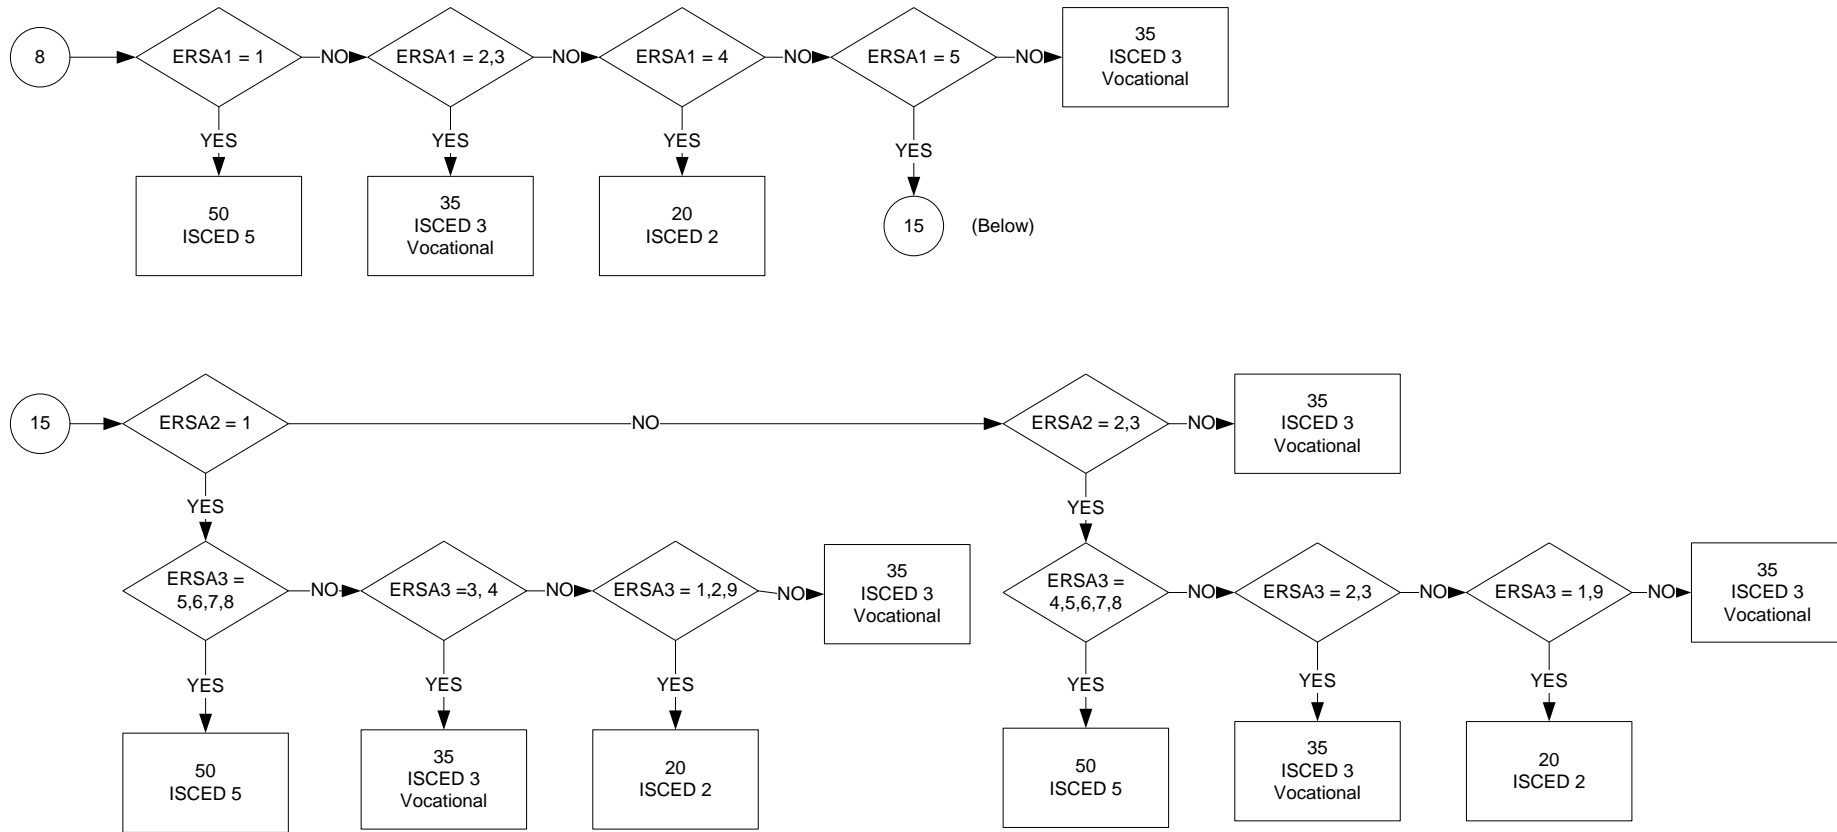 8
ERSA1 = 1
NO
ERSA1 = 2,3
NO
ERSA1 = 4
NO
ERSA1 = 5
NO
35
ISCED 3
Vocational
YES
YES
YES
YES
50
ISCED 5
35
ISCED 3
Vocational
20
ISCED 2
15
(Below)
15
ERSA2 = 1
NO
ERSA2 = 2,3
NO
35
ISCED 3
Vocational
YES
YES
ERSA3 =
5,6,7,8
NO
ERSA3 =3, 4
NO
ERSA3 = 1,2,9
NO
35
ISCED 3
Vocational
ERSA3 =
4,5,6,7,8
NO
ERSA3 = 2,3
NO
ERSA3 = 1,9
NO
35
ISCED 3
Vocational
YES
YES
YES
YES
YES
YES
50
ISCED 5
35
ISCED 3
Vocational
20
ISCED 2
50
ISCED 5
35
ISCED 3
Vocational
20
ISCED 2